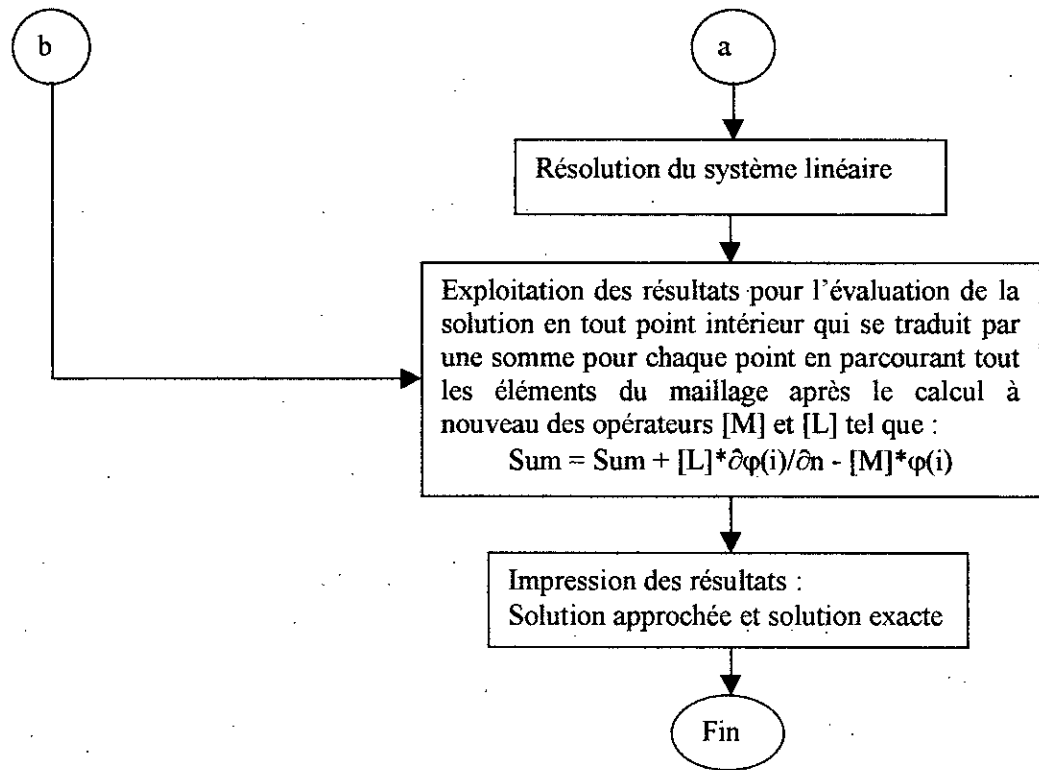 b
a
Résolution du système linéaire
Exploitation des résultats pour l'évaluation de la
solution en tout point intérieur qui se traduit par
une somme pour chaque point en parcourant tout
les éléments du maillage après le calcul à
nouveau des opérateurs [M] et [L] tel que :
Sum = Sum + [L]*∂φ(i)/∂n - [M]*φ(i)
Impression des résultats :
Solution approchée et solution exacte
Fin